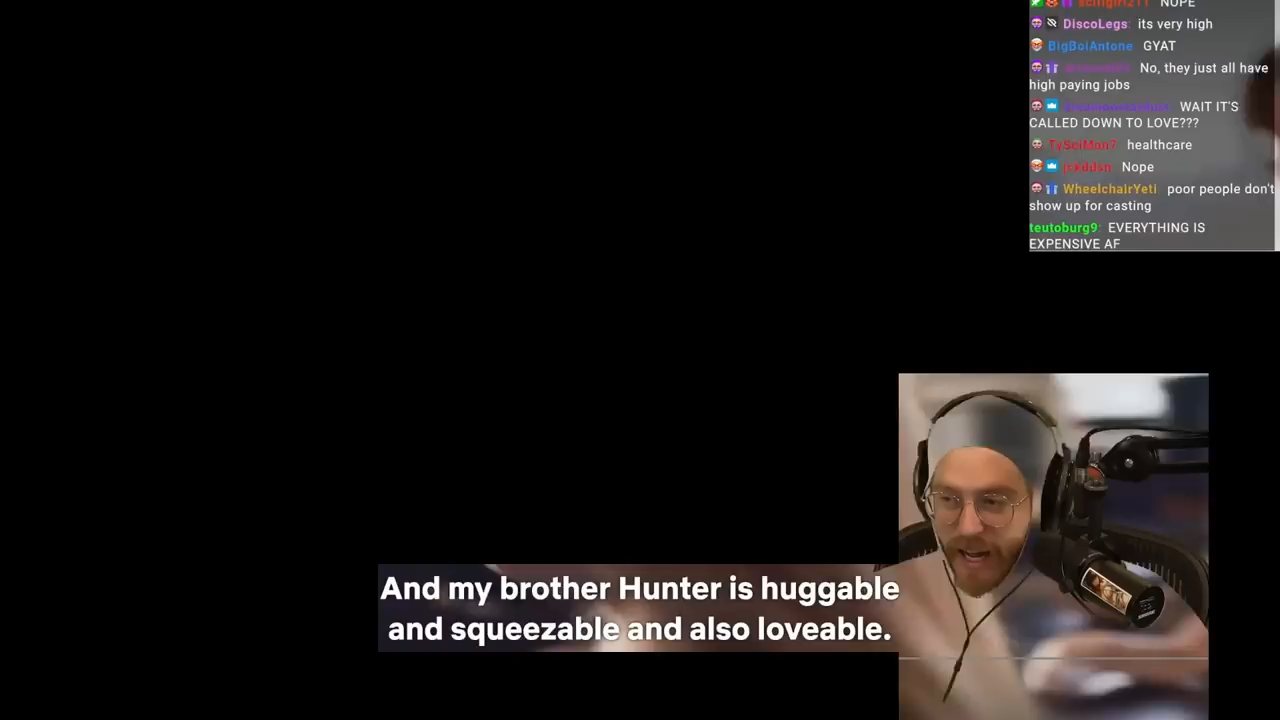 NOPE
DiscoLegs: its very high
BigBoiAntone GYAT
No, they just all have
high paying jobs
WAIT IT'S
CALLED DOWN TO LOVE???
TySciMon7 healthcare
jckddsn Nope
WheelchairYeti poor people don't
show up for casting
teutoburg9: EVERYTHING IS
EXPENSIVE AF
And my brother Hunter is huggable
and squeezable and also loveable.